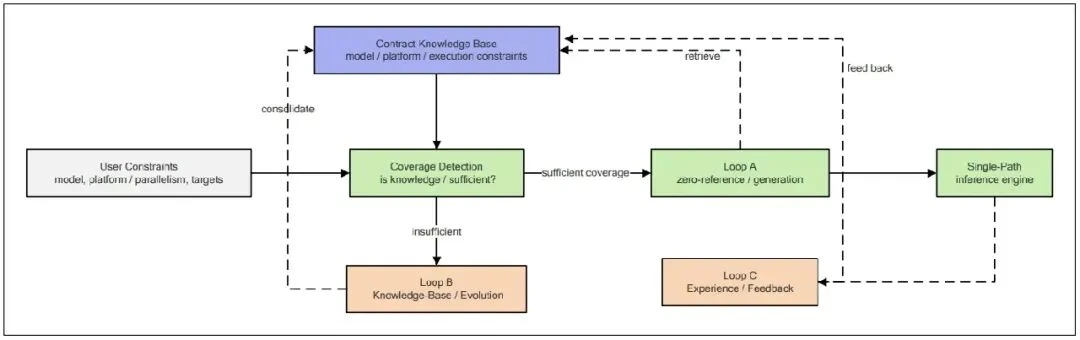 Contract Knowledge Base
model / platform / execution constraints
retrieve
feed back
consolidate
User Constraints
model, platform / parallelism, targets
Coverage Detection
is knowledge / sufficient?
sufficient coverage
Loop A
zero-reference / generation
Single-Path
inference engine
insufficient
Loop B
Knowledge-Base / Evolution
Loop C
Experience / Feedback